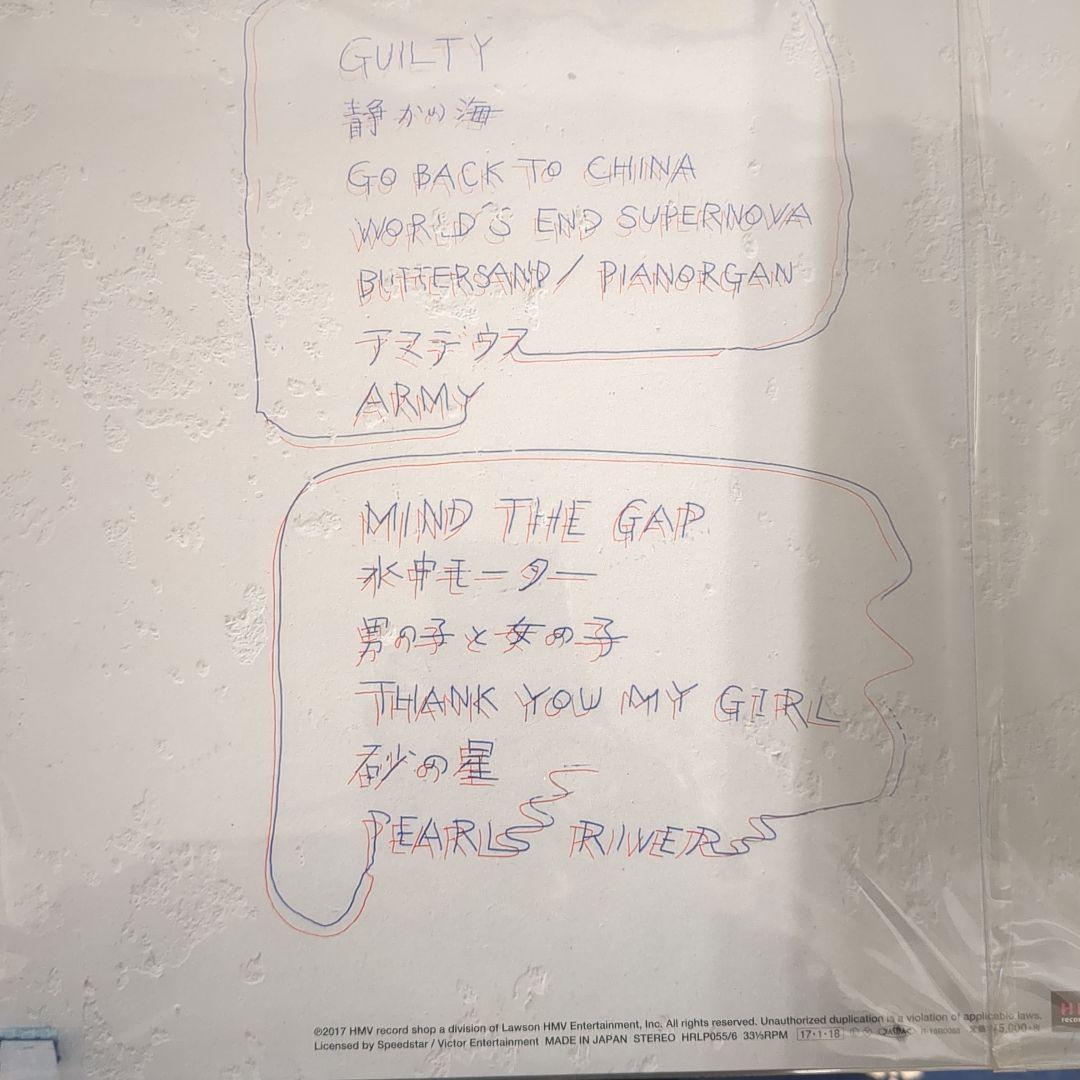 GUILTY
静かの海
GO BACK TO CHINA
WORLD'S END SUPERNOVA
BUTTERSAND / PIANORGAN
アマデウス
ARMY
MIND THE GAP
水中モーター
男の子と女の子
THANK YOU MY GIRL
砂の星
PEARL RIVER
℗2017 HMV record shop a division of Lawson HMV Entertainment, Inc. All rights reserved. Unauthorized duplication is a violation of applicable laws.
Licensed by Speedstar / Victor Entertainment MADE IN JAPAN STEREO HRLP055/6 33⅓RPM 17・1・18 ¥5,000